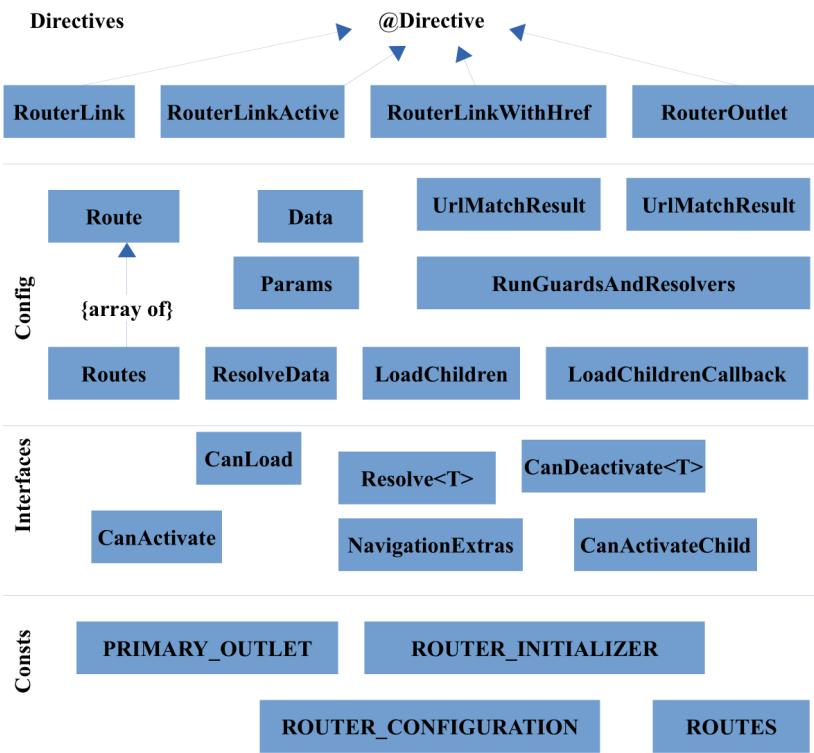 Directives
@Directive
RouterLink
RouterLinkActive
RouterLinkWithHref
RouterOutlet
Config
Route
Data
UrlMatchResult
UrlMatchResult
Params
RunGuardsAndResolvers
{array of}
Routes
ResolveData
LoadChildren
LoadChildrenCallback
Interfaces
CanLoad
Resolve<T>
CanDeactivate<T>
CanActivate
NavigationExtras
CanActivateChild
Consts
PRIMARY_OUTLET
ROUTER_INITIALIZER
ROUTER_CONFIGURATION
ROUTES